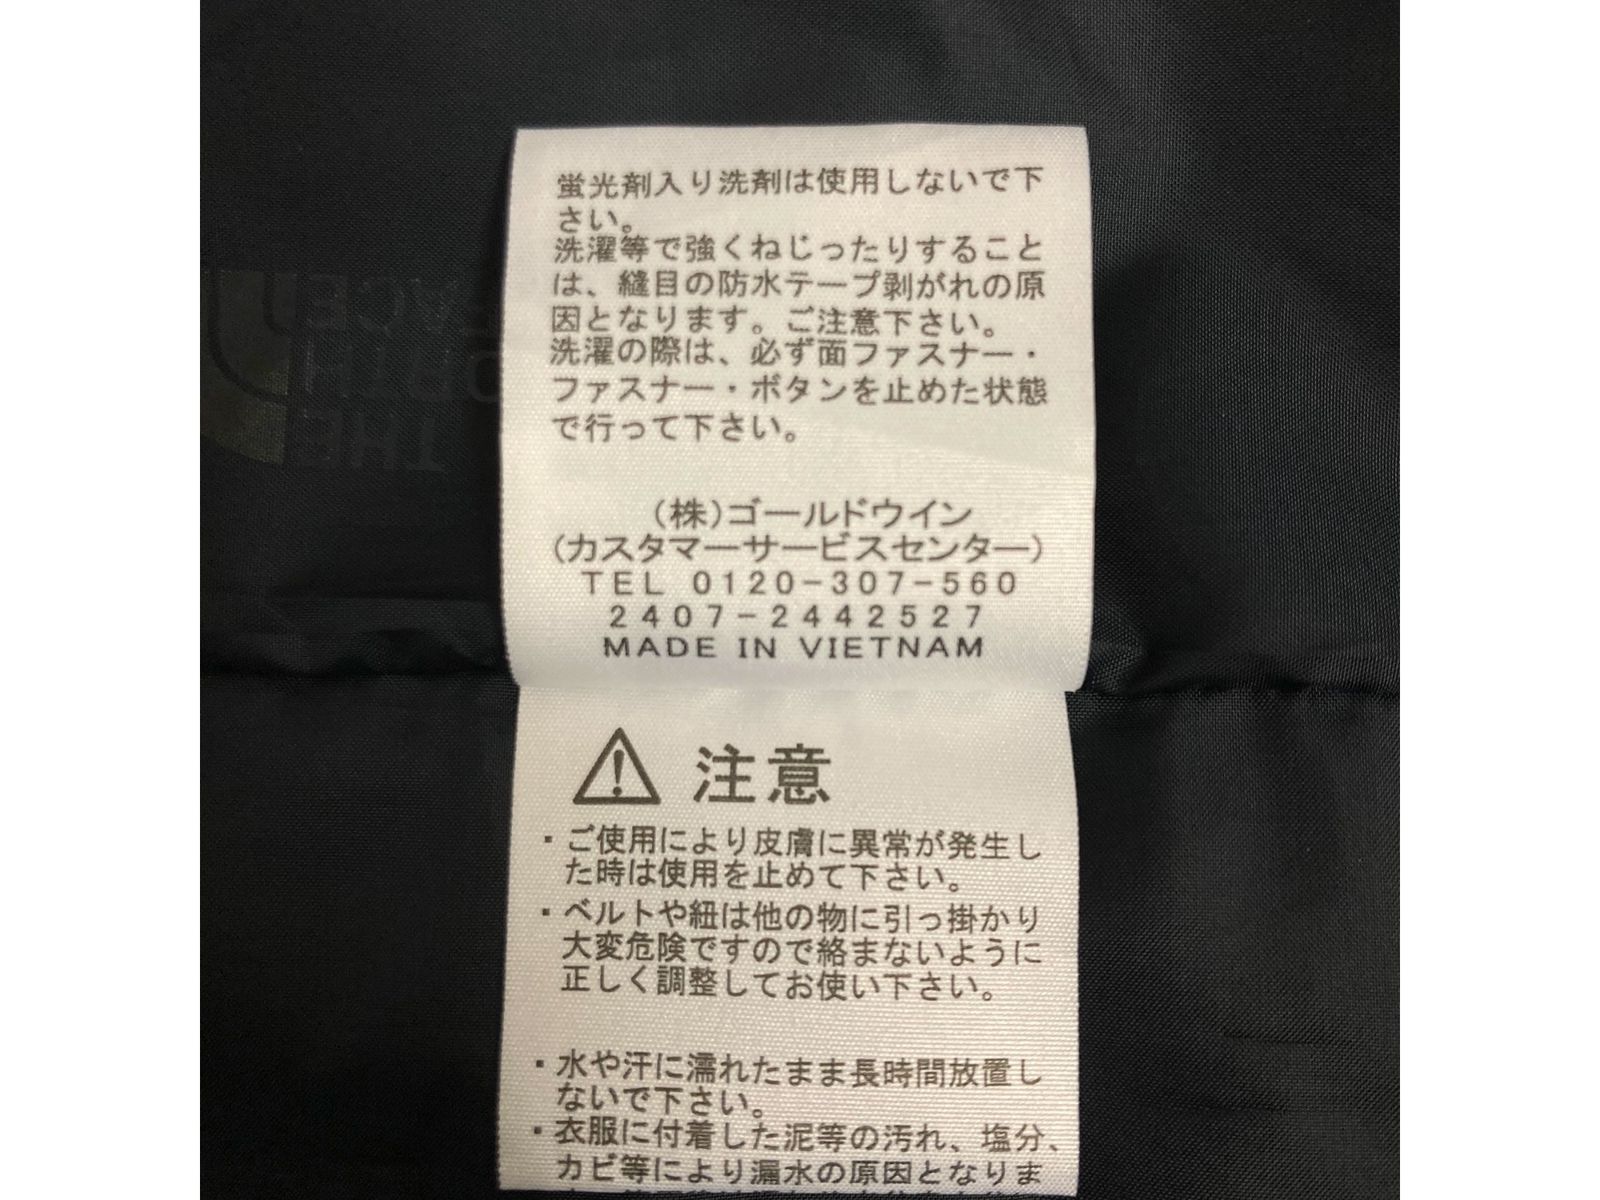 蛍光剤入り洗剤は使用しないで下
さい。
洗濯等で強くねじったりすること
は、縫目の防水テープ剥がれの原
因となります。ご注意下さい。
洗濯の際は、必ず面ファスナー・
ファスナー・ボタンを止めた状態
で行って下さい。
(株)ゴールドウイン
(カスタマーサービスセンター)
TEL 0120-307-560
2407-2442527
MADE IN VIETNAM
注意
・ご使用により皮膚に異常が発生し
た時は使用を止めて下さい。
・ベルトや紐は他の物に引っ掛かり
大変危険ですので絡まないように
正しく調整してお使い下さい。
・水や汗に濡れたまま長時間放置し
ないで下さい。
・衣服に付着した泥等の汚れ、塩分、
カビ等により漏水の原因となりま